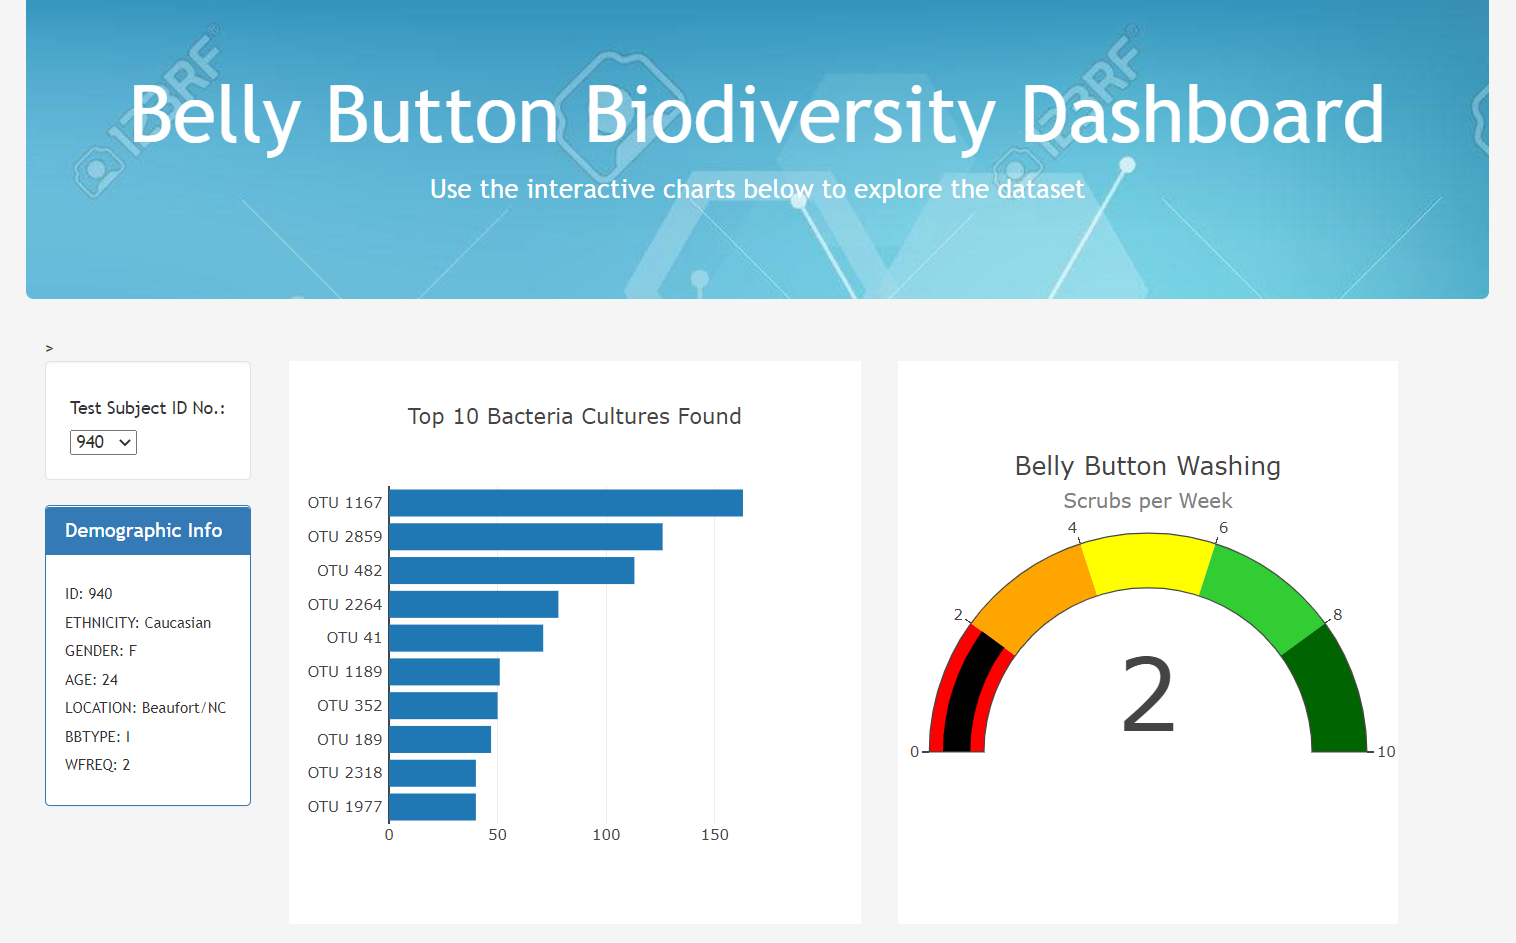 Belly Button Biodiversity Dashboard
Use the interactive charts below to explore the dataset
123RF®
123RF®
>
Test Subject ID No.:
940
Demographic Info
ID: 940
ETHNICITY: Caucasian
GENDER: F
AGE: 24
LOCATION: Beaufort/NC
BBTYPE: I
WFREQ: 2
Top 10 Bacteria Cultures Found
OTU 1167
OTU 2859
OTU 482
OTU 2264
OTU 41
OTU 1189
OTU 352
OTU 189
OTU 2318
OTU 1977
0 50 100 150
Belly Button Washing
Scrubs per Week
4 6
2 8
2
0 10